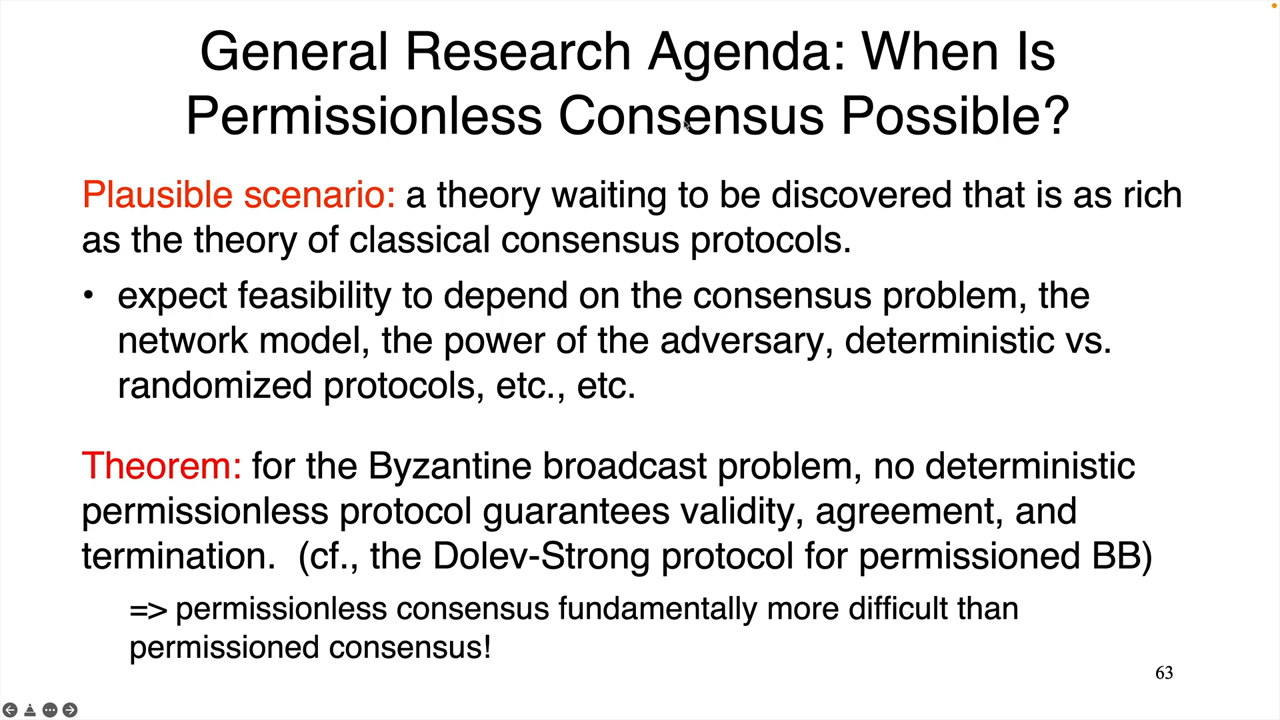 General Research Agenda: When Is
Permissionless Consensus Possible?
Plausible scenario: a theory waiting to be discovered that is as rich
as the theory of classical consensus protocols.
• expect feasibility to depend on the consensus problem, the
network model, the power of the adversary, deterministic vs.
randomized protocols, etc., etc.
Theorem: for the Byzantine broadcast problem, no deterministic
permissionless protocol guarantees validity, agreement, and
termination. (cf., the Dolev-Strong protocol for permissioned BB)
=> permissionless consensus fundamentally more difficult than
permissioned consensus!
63